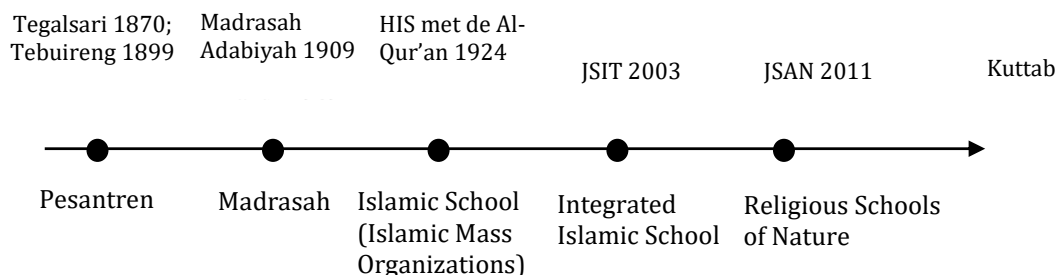 Tegalsari 1870;
Tebuireng 1899
Madrasah
Adabiyah 1909
HIS met de Al-
Qur’an 1924
JSIT 2003
JSAN 2011
Kuttab
Pesantren
Madrasah
Islamic School
(Islamic Mass
Organizations)
Integrated
Islamic School
Religious Schools
of Nature